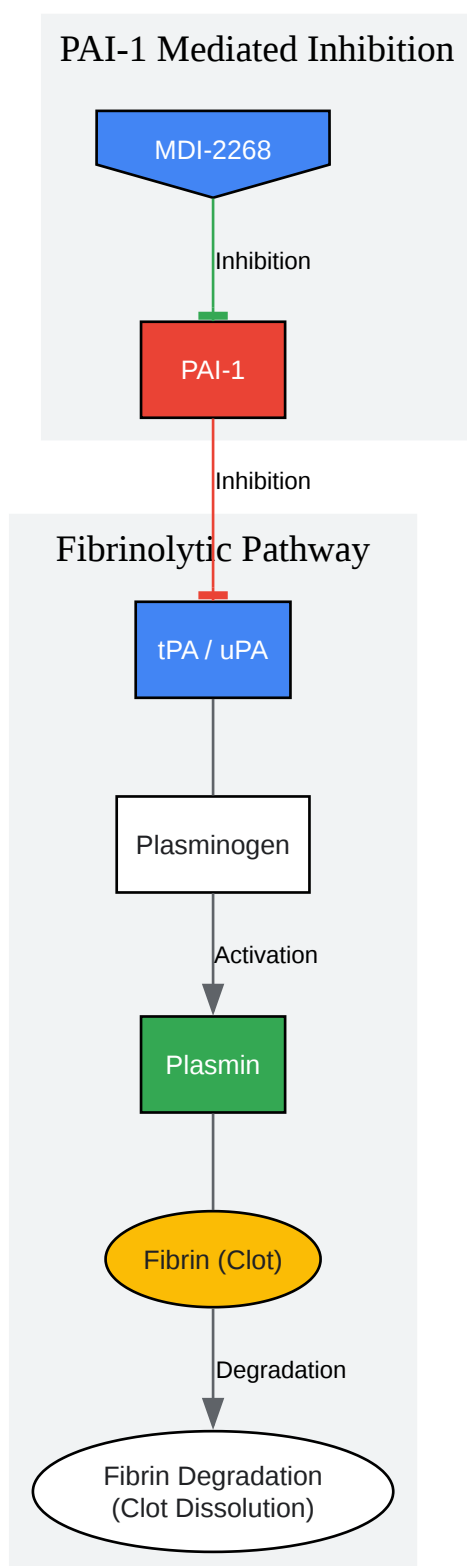 PAI-1 Mediated Inhibition
MDI-2268
Inhibition
PAI-1
Inhibition
Fibrinolytic Pathway
tPA / uPA
Plasminogen
Activation
Plasmin
Fibrin (Clot)
Degradation
Fibrin Degradation
(Clot Dissolution)